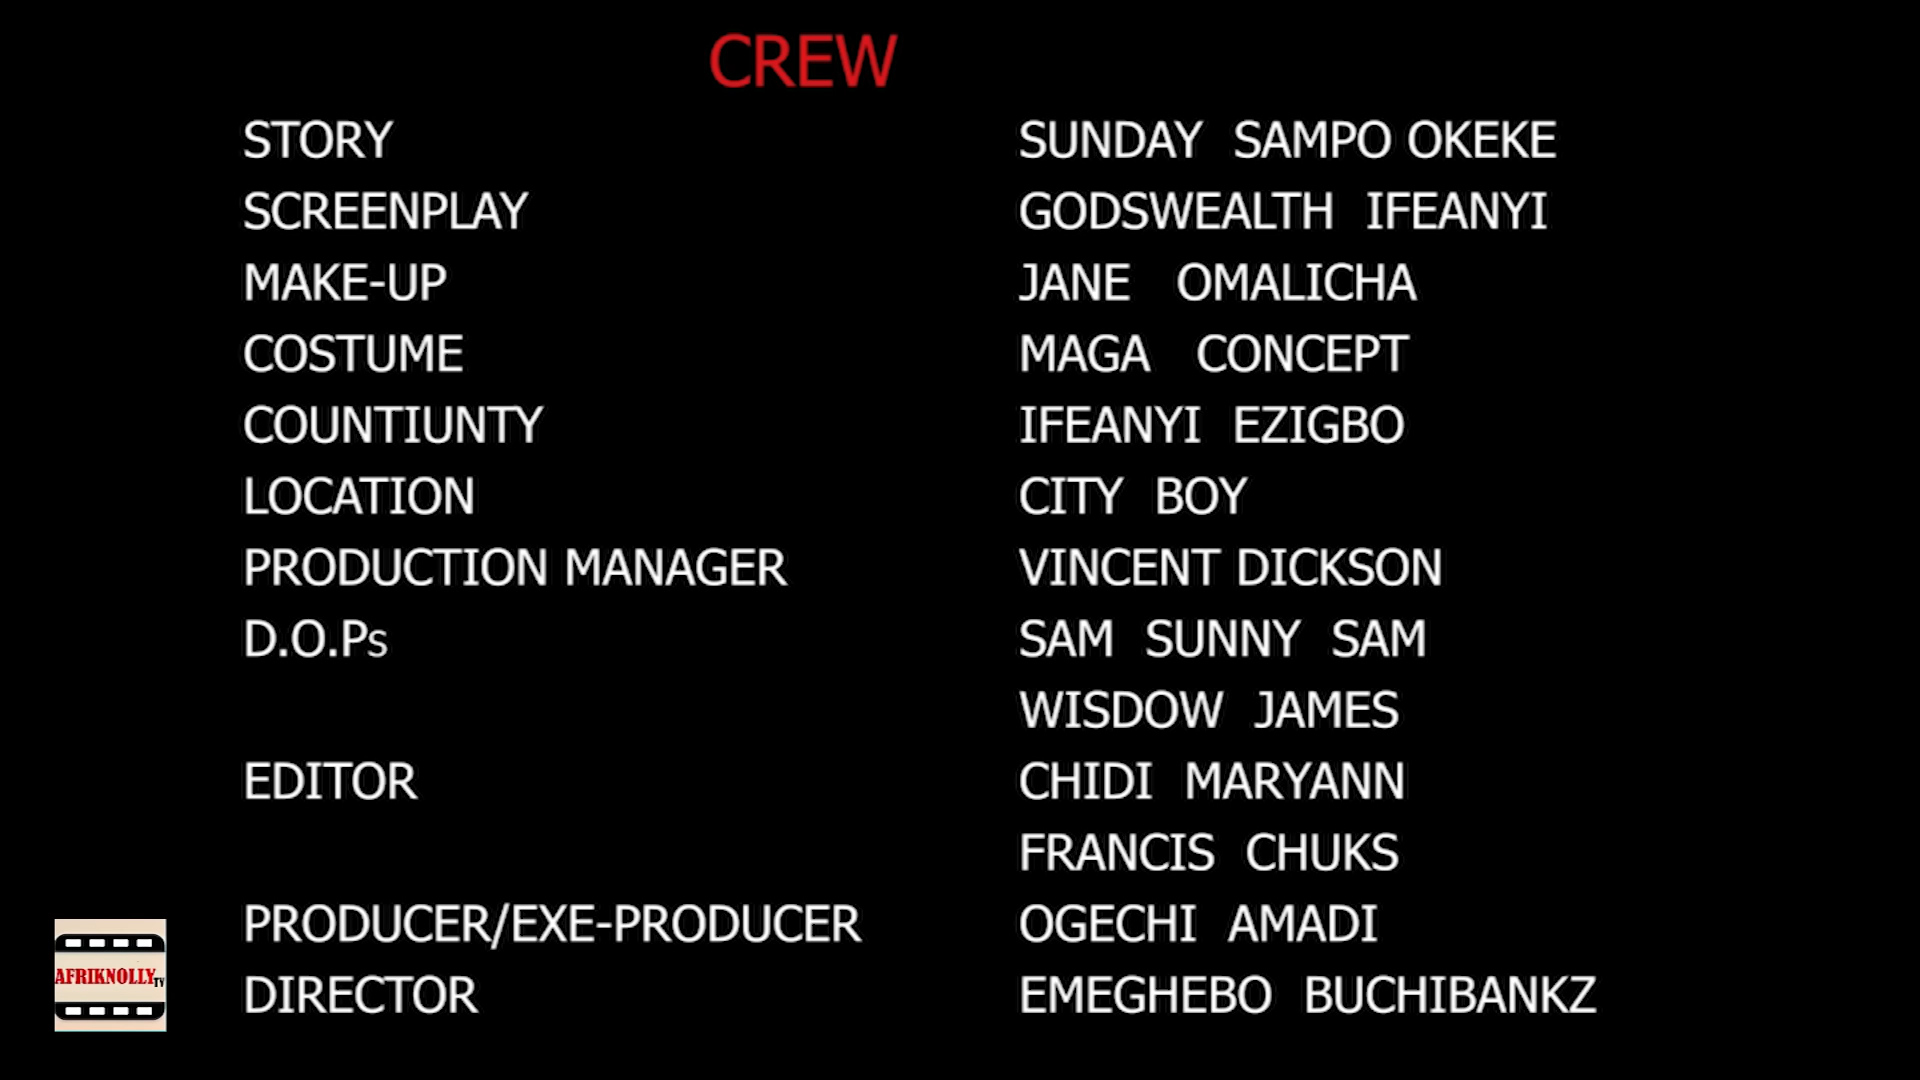 CREW
STORY SUNDAY SAMPO OKEKE
SCREENPLAY GODSWEALTH IFEANYI
MAKE-UP JANE OMALICHA
COSTUME MAGA CONCEPT
COUNTIUNTY IFEANYI EZIGBO
LOCATION CITY BOY
PRODUCTION MANAGER VINCENT DICKSON
D.O.Ps SAM SUNNY SAM
WISDOW JAMES
EDITOR CHIDI MARYANN
FRANCIS CHUKS
PRODUCER/EXE-PRODUCER OGECHI AMADI
DIRECTOR EMEGHEBO BUCHIBANKZ
AFRIKNOLLY TV